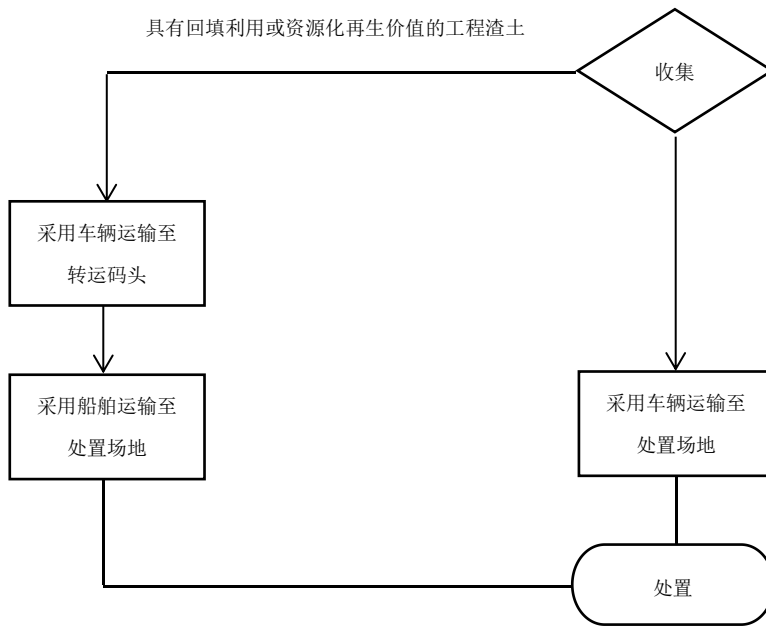 具有回填利用或资源化再生价值的工程渣土
收集
采用车辆运输至
转运码头
采用船舶运输至
处置场地
采用车辆运输至
处置场地
处置